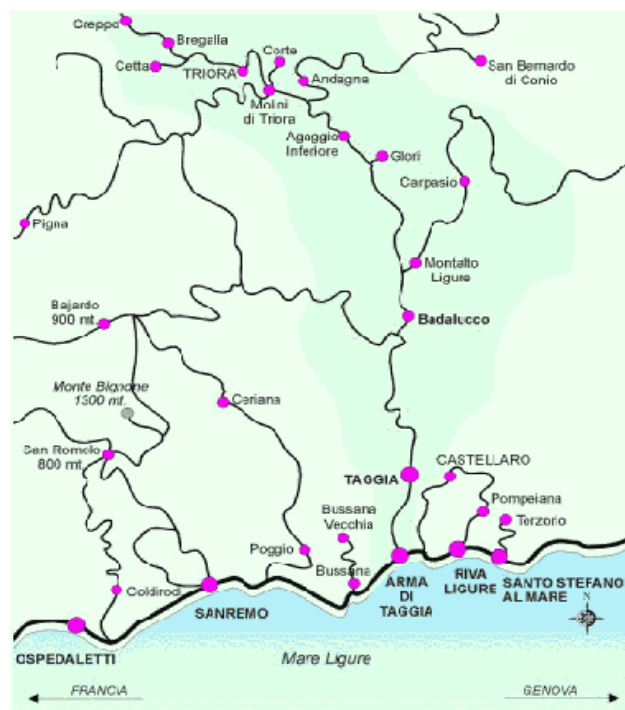 Creppo
Bregalla
Corte
Cetta
TRIORA
Andagna
San Bernardo
di Conio
Molini
di Triora
Agaggio
Inferiore
Glori
Carpasio
Pigna
Montalto
Ligure
Bajardo
900 mt.
Badalucco
Monte Bignone
1300 mt.
Ceriana
San Romolo
800 mt.
CASTELLARO
TAGGIA
Bussana
Vecchia
Pompeiana
Terzorio
Poggio
Bussana
Coldirodi
SANREMO
ARMA
DI
TAGGIA
RIVA
LIGURE
SANTO STEFANO
AL MARE
N
OSPEDALETTI
Mare Ligure
FRANCIA
GENOVA